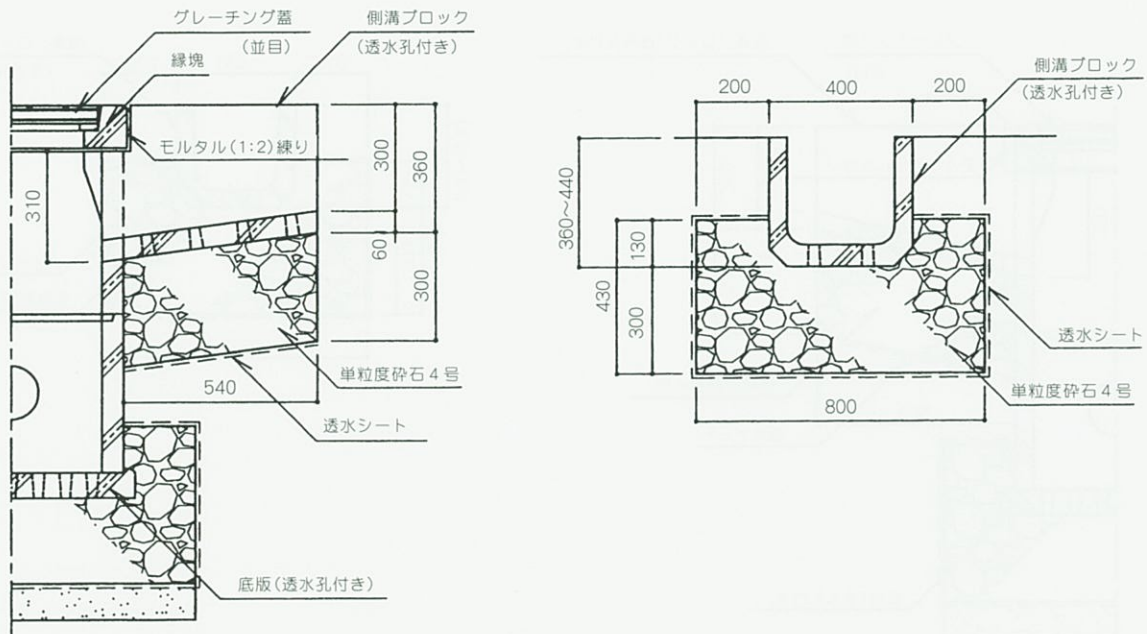 グレーチング蓋
(並目)
縁塊
側溝ブロック
(透水孔付き)
モルタル(1:2)練り
310
300
360
60
300
540
単粒度砕石4号
透水シート
底版(透水孔付き)
200
400
200
側溝ブロック
(透水孔付き)
360〜440
130
430
300
透水シート
単粒度砕石4号
800